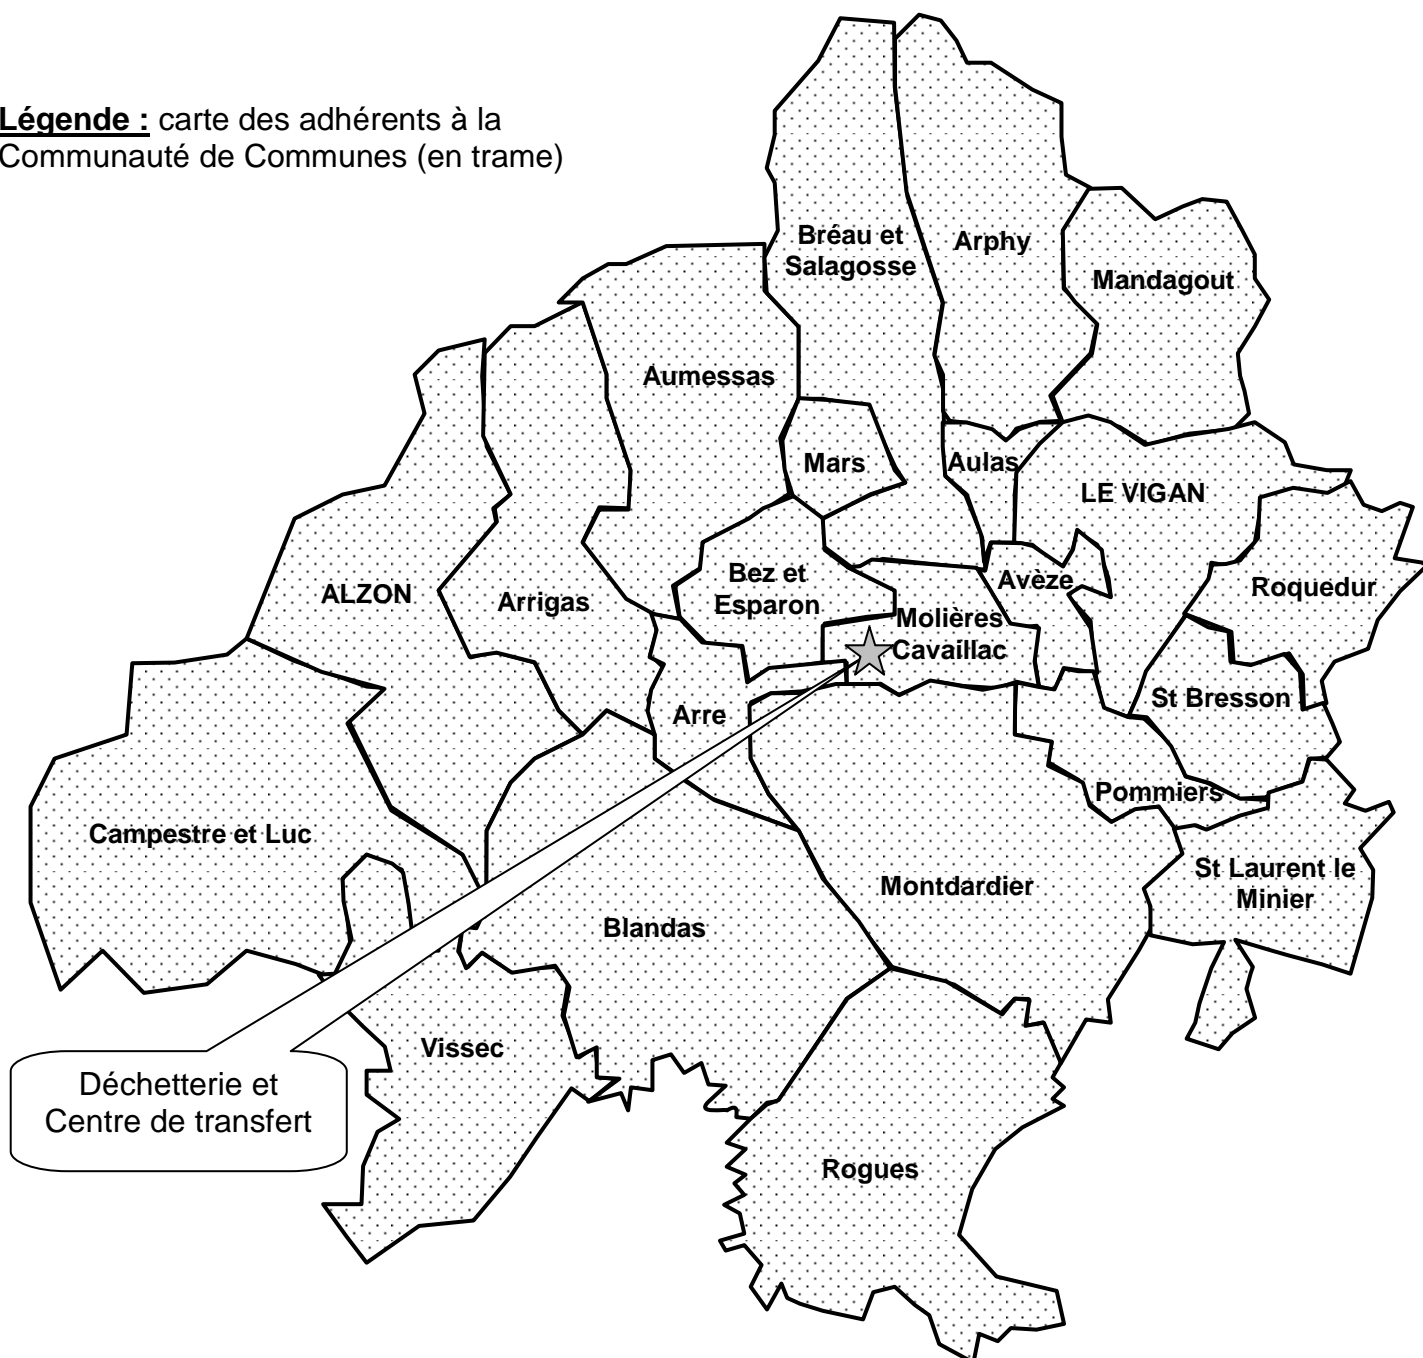 Légende : carte des adhérents à la
Communauté de Communes (en trame)
Bréau et
Salagosse
Arphy
Mandagout
Aumessas
Mars
Aulas
LE VIGAN
ALZON
Arrigas
Bez et
Esparon
Avèze
Roquedur
Molières
Cavaillac
Arre
St Bresson
Pommiers
Campestre et Luc
Montdardier
St Laurent le
Minier
Blandas
Vissec
Déchetterie et
Centre de transfert
Rogues